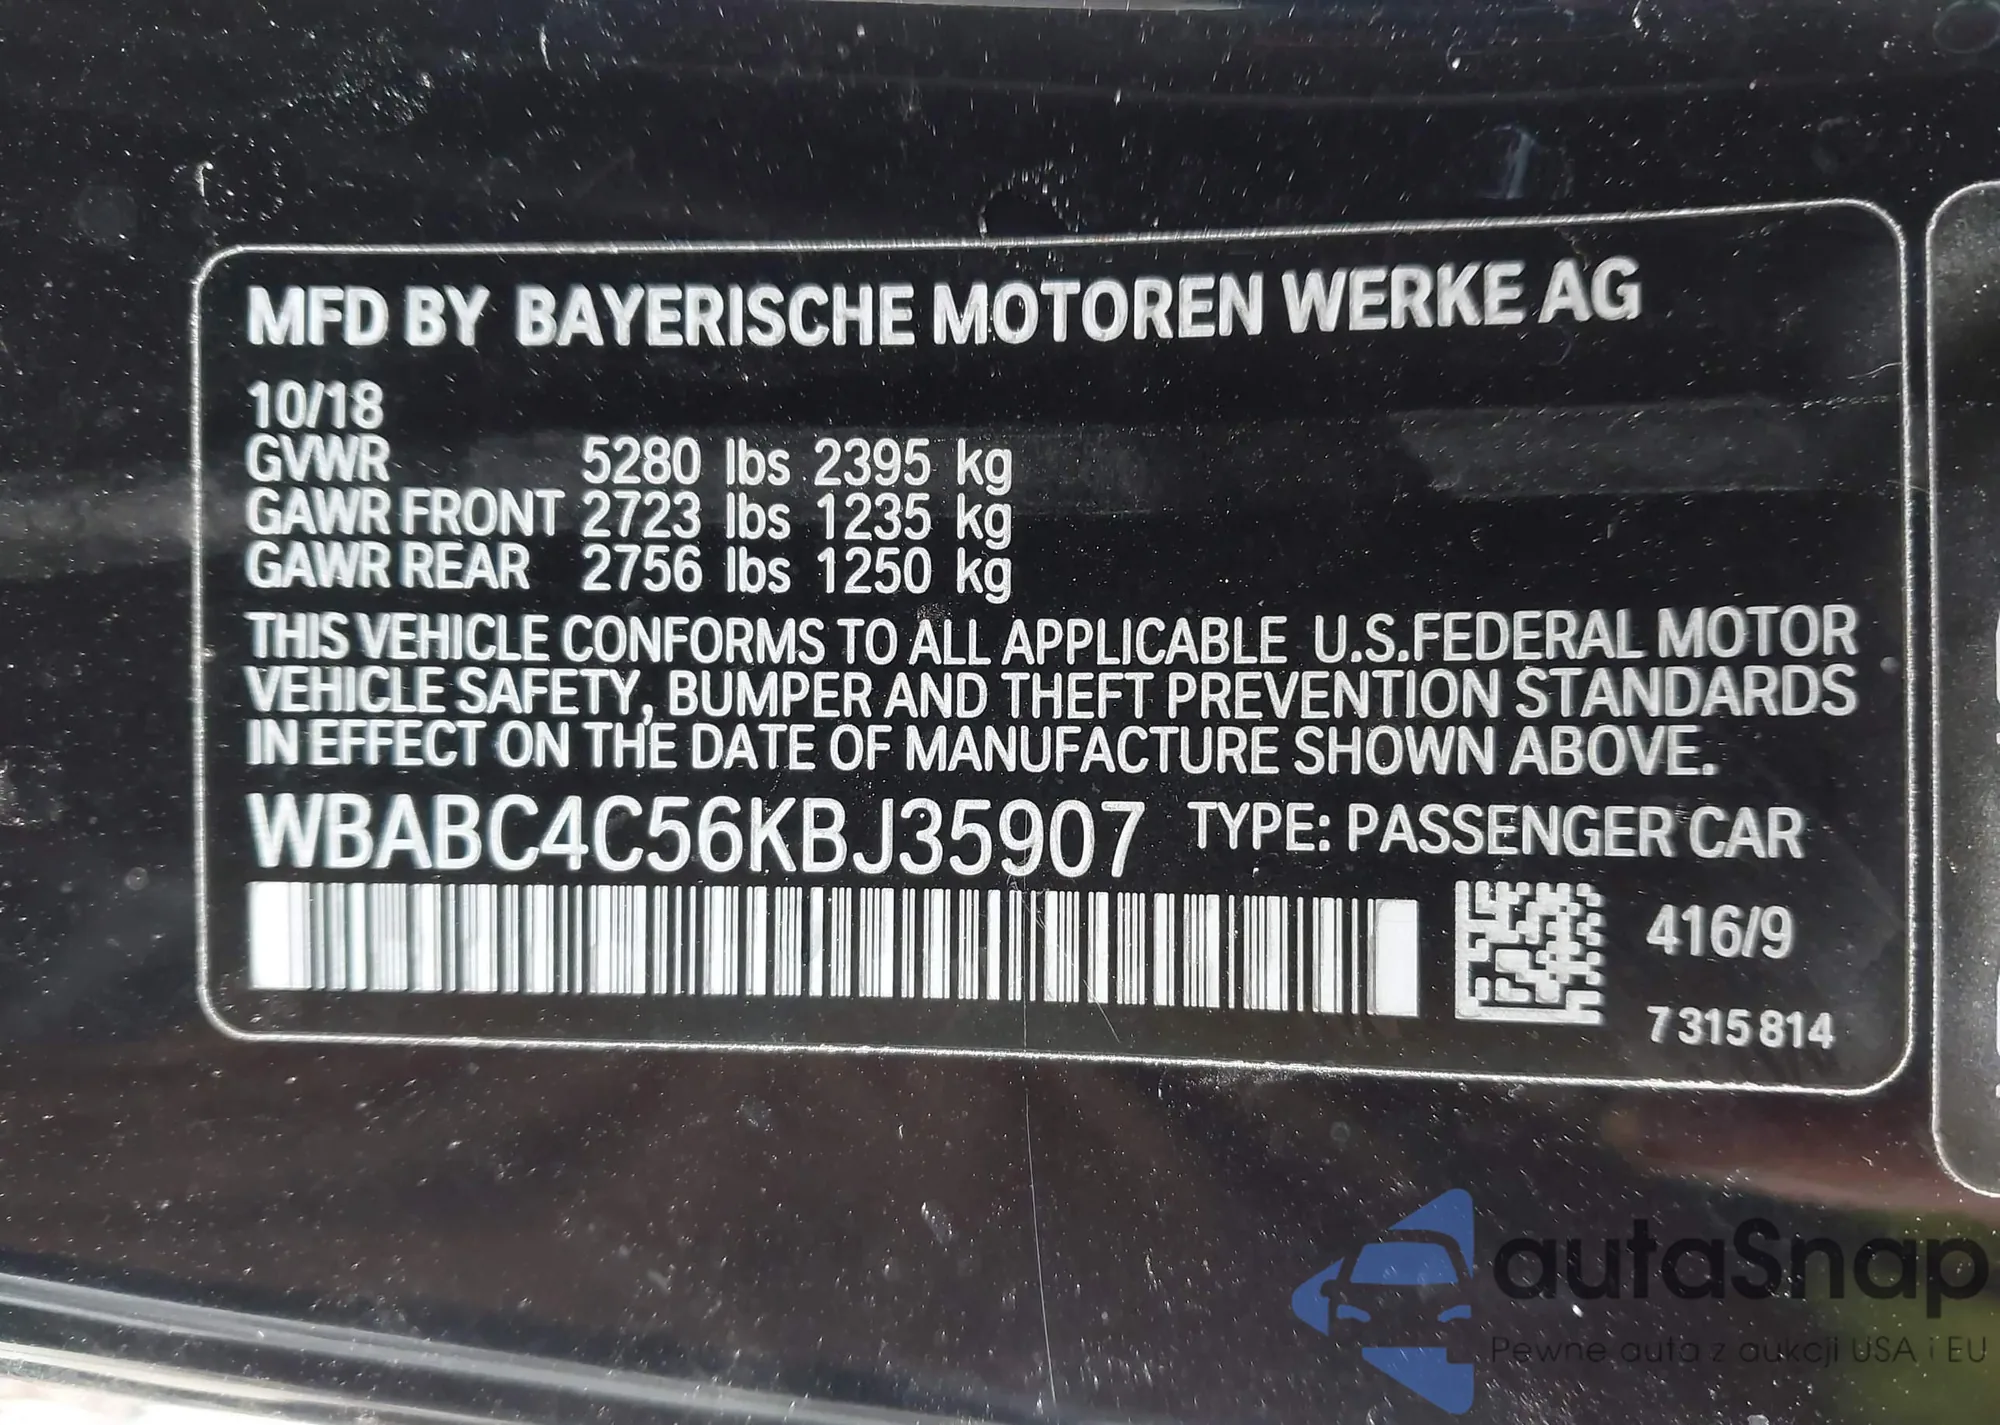 MFD BY BAYERISCHE MOTOREN WERKE AG
10/18
GVWR 5280 lbs 2395 kg
GAWR FRONT 2723 lbs 1235 kg
GAWR REAR 2756 lbs 1250 kg
THIS VEHICLE CONFORMS TO ALL APPLICABLE U.S.FEDERAL MOTOR
VEHICLE SAFETY, BUMPER AND THEFT PREVENTION STANDARDS
IN EFFECT ON THE DATE OF MANUFACTURE SHOWN ABOVE.
WBABC4C56KBJ35907 TYPE: PASSENGER CAR
416/9
7 315 814
autaSnap
Pewne auta z aukcji USA i EU